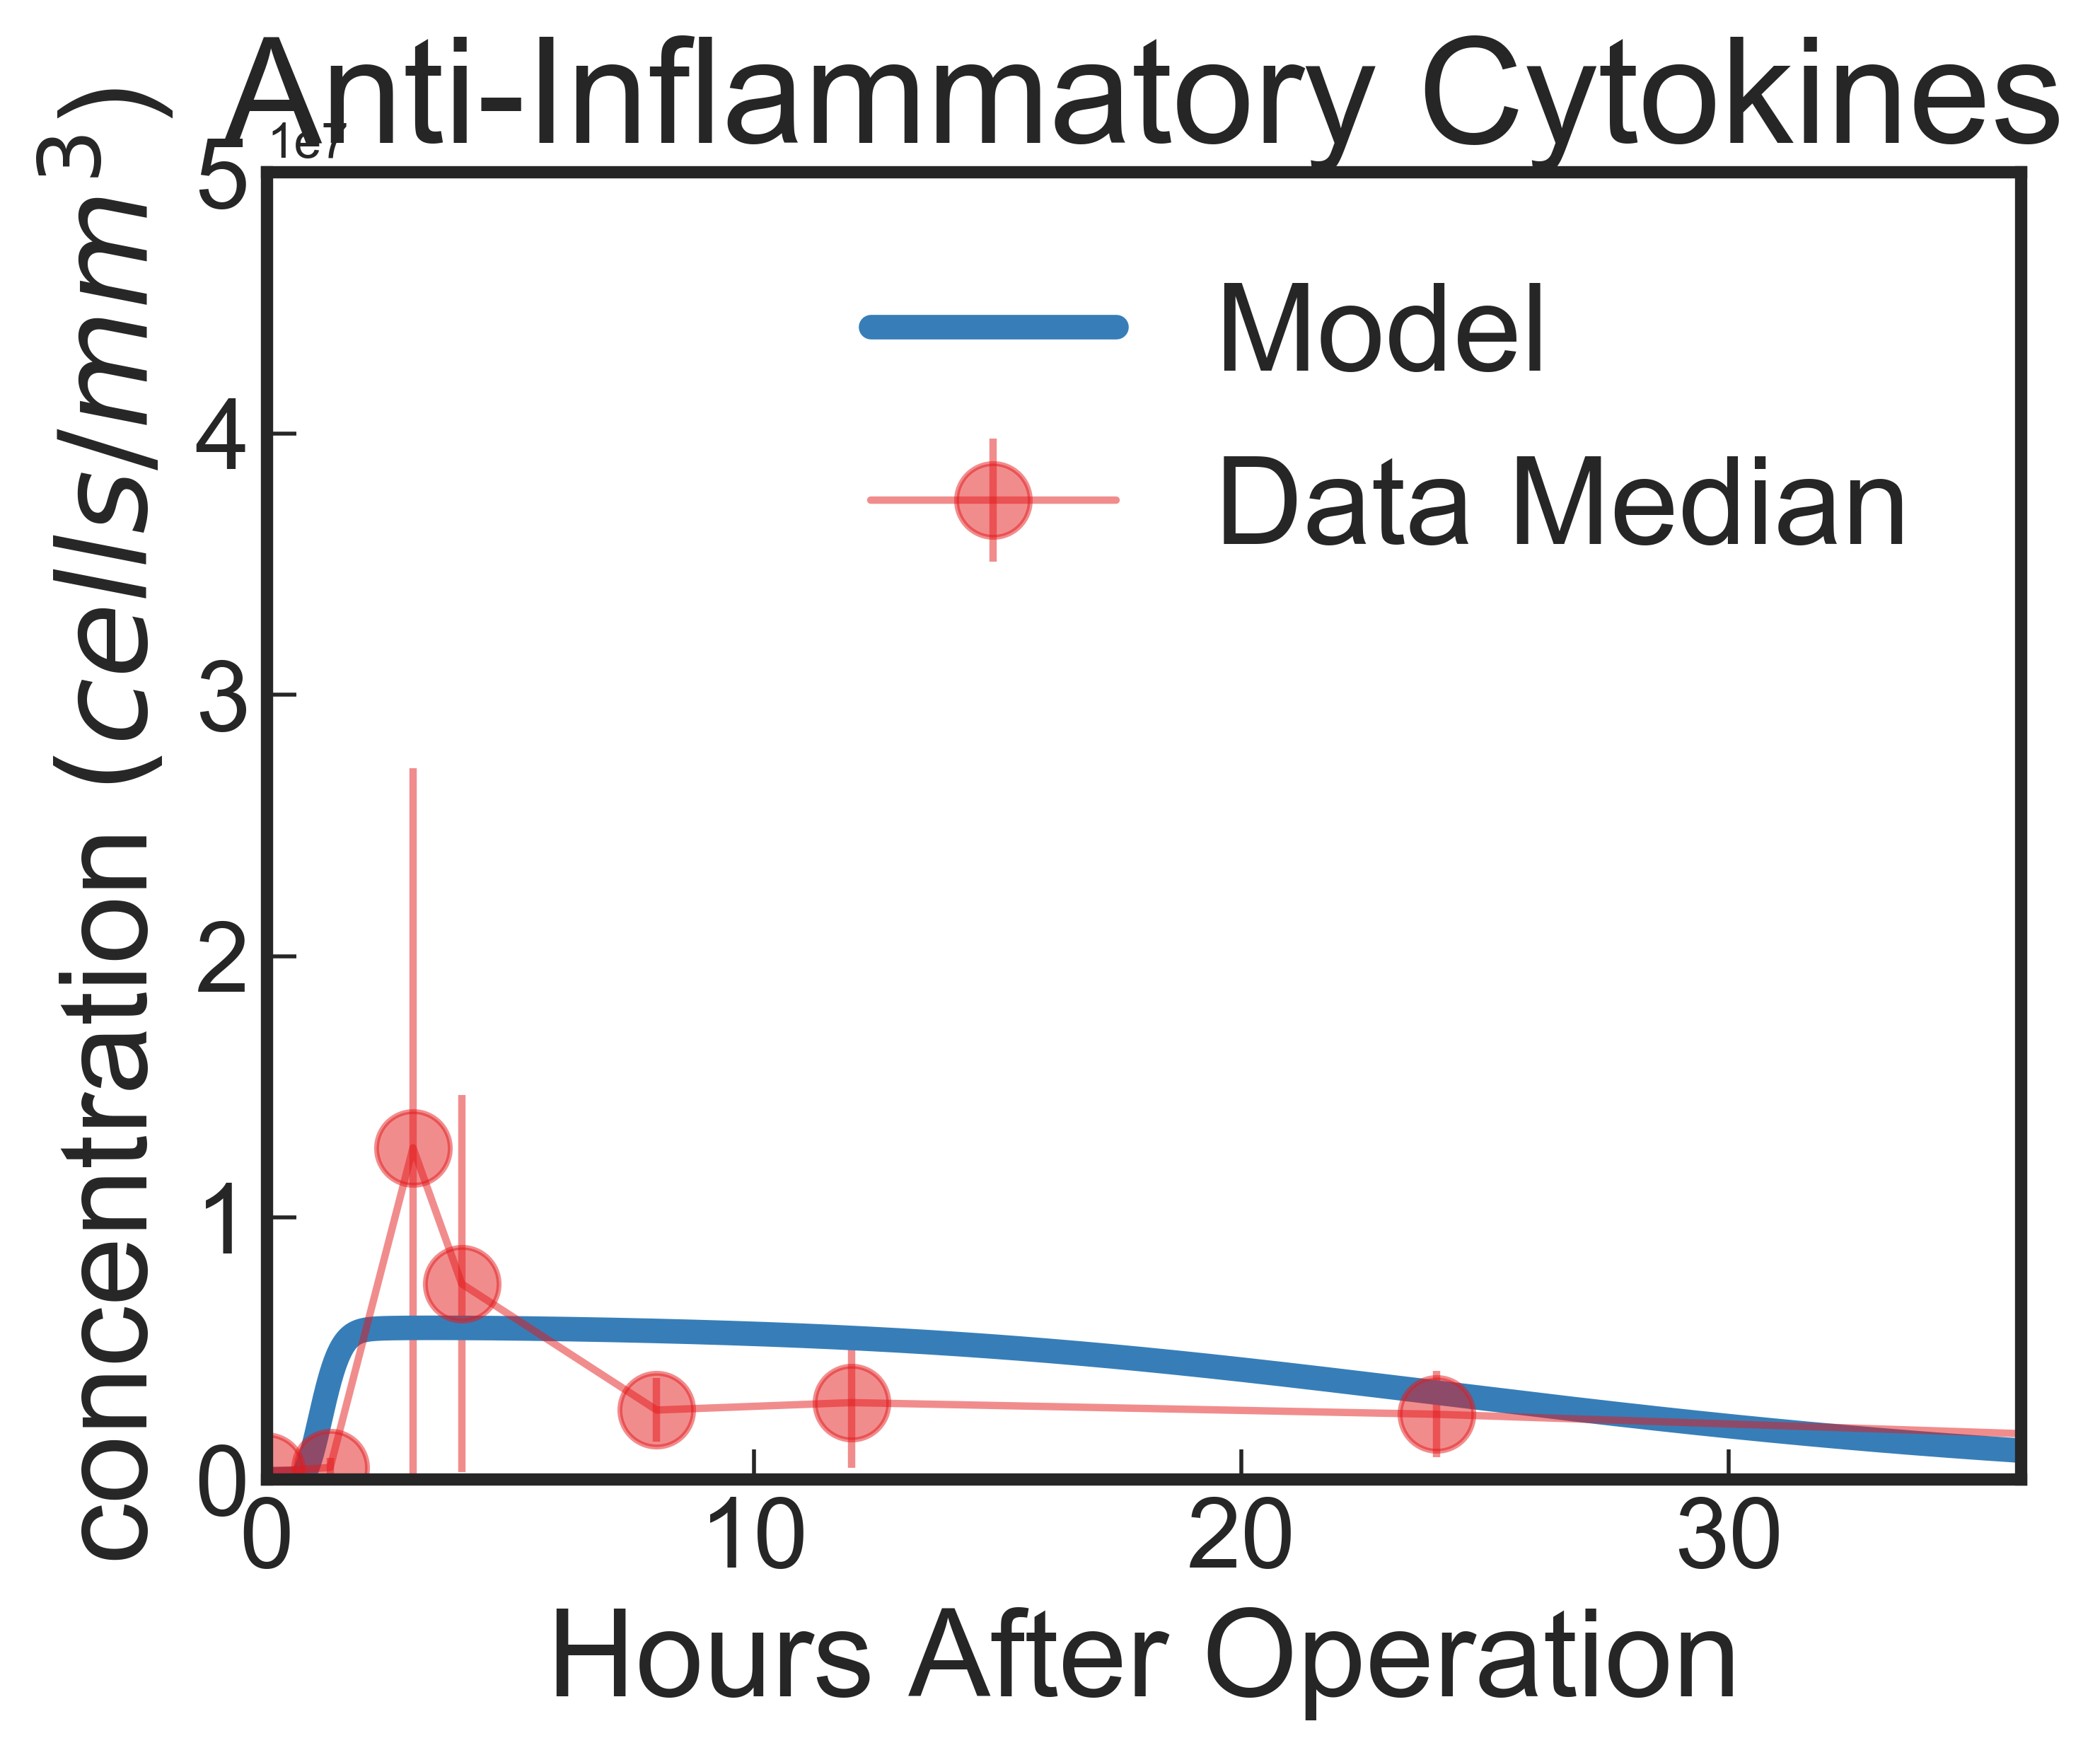 Anti-Inflammatory Cytokines
1e7
concentration (cells/mm³)
5
4
3
2
1
0
Model
Data Median
0 10 20 30
Hours After Operation